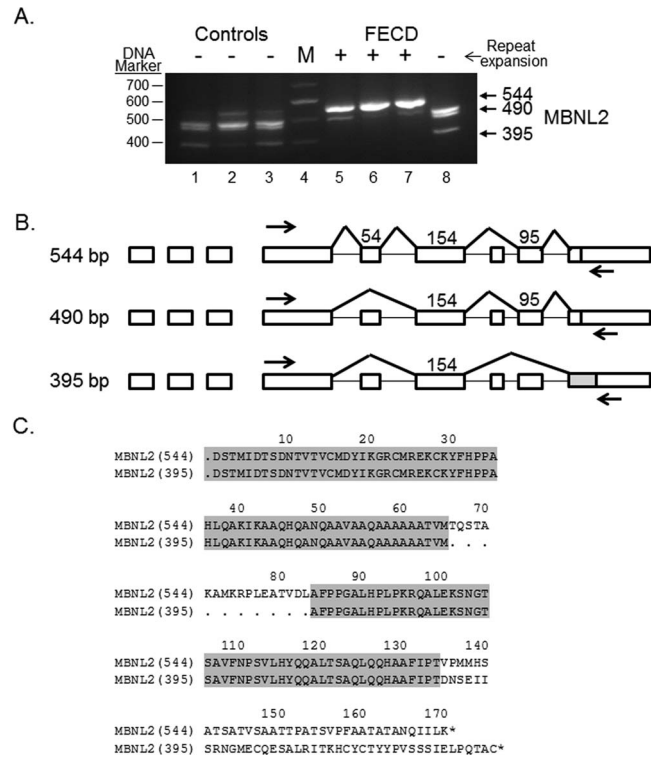 A.
Controls FECD
DNA Marker - - - M + + + - Repeat expansion
700
600
500
400
544
490
395
MBNL2
1 2 3 4 5 6 7 8
B.
544 bp 54 154 95
490 bp 154 95
395 bp 154
C.
10 20 30
MBNL2(544) .DSTMIDTSDNTVTVCMDYIKGRCMREKCKYFHPPA
MBNL2(395) .DSTMIDTSDNTVTVCMDYIKGRCMREKCKYFHPPA
40 50 60 70
MBNL2(544) HLQAKIKAAQHQANQAAVAAQAAAAAATVMTQSTA
MBNL2(395) HLQAKIKAAQHQANQAAVAAQAAAAAATVM. . . .
80 90 100
MBNL2(544) KAMKRPLEATVDLAFPPGALHPLPKRQALEKSNGT
MBNL2(395) . . . . . . . AFPPGALHPLPKRQALEKSNGT
110 120 130 140
MBNL2(544) SAVFNPSVLHYQQALTSAQLQQHAAFIPTVPMMHS
MBNL2(395) SAVFNPSVLHYQQALTSAQLQQHAAFIPTDNSEII
150 160 170
MBNL2(544) ATSATVSAATTPATSVPFAATATANQIILK*
MBNL2(395) SRNGMECQESALRITKHCYCTYYPVSSSIELPQTAC*